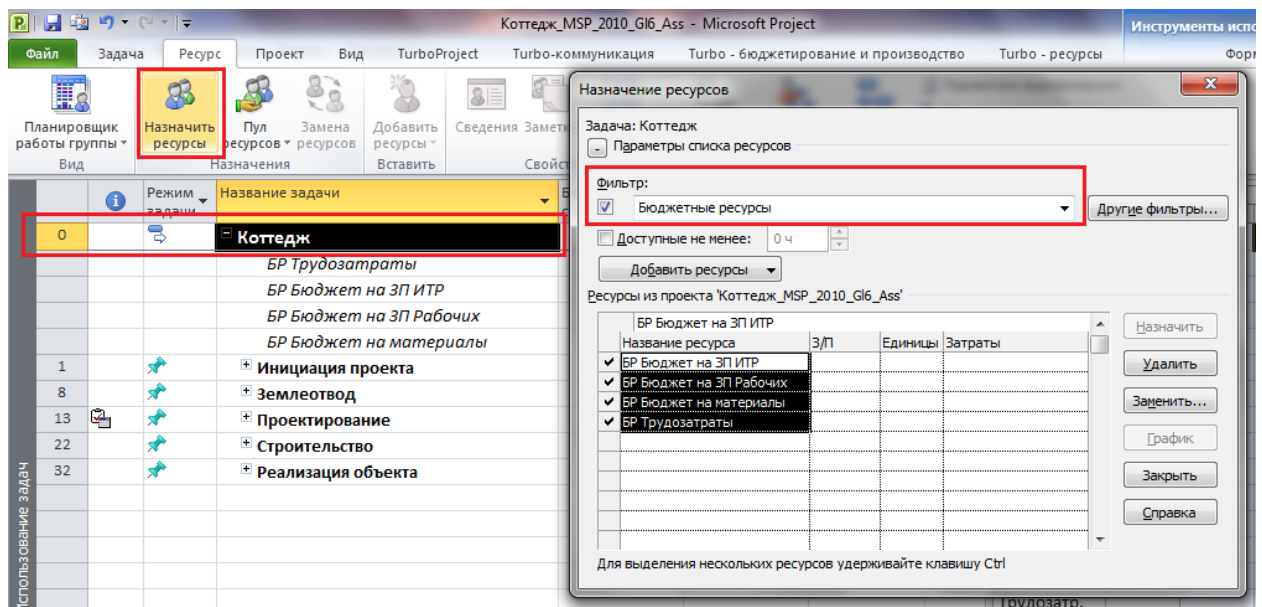 Коттедж_MSP_2010_Gl6_Ass - Microsoft Project
Инструменты испо
Файл Задача Ресурс Проект Вид TurboProject Turbo-коммуникация Turbo - бюджетирование и производство Turbo - ресурсы Фор
Планировщик работы группы
Назначить ресурсы
Пул ресурсов
Замена ресурсов
Добавить ресурсы
Сведения
Вид
Назначения
Вставить
Режим задачи
Название задачи
0 Коттедж
БР Трудозатраты
БР Бюджет на ЗП ИТР
БР Бюджет на ЗП Рабочих
БР Бюджет на материалы
1 Инициация проекта
8 Землеотвод
13 Проектирование
22 Строительство
32 Реализация объекта
Использование задач
Назначение ресурсов
Задача: Коттедж
- Параметры списка ресурсов
Фильтр:
Бюджетные ресурсы
Другие фильтры...
Доступные не менее: 0 ч
Добавить ресурсы
Ресурсы из проекта 'Коттедж_MSP_2010_Gl6_Ass'
БР Бюджет на ЗП ИТР
Название ресурса З/П Единицы Затраты
БР Бюджет на ЗП ИТР
БР Бюджет на ЗП Рабочих
БР Бюджет на материалы
БР Трудозатраты
Назначить
Удалить
Заменить...
График
Закрыть
Справка
Для выделения нескольких ресурсов удерживайте клавишу Ctrl
Трудозатр.